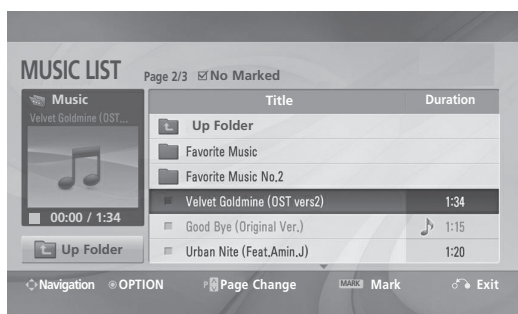 MUSIC LIST
Page 2/3 ☑ No Marked
Music
Velvet Goldmine (OST...
00:00 / 1:34
Up Folder
Title Duration
Up Folder
Favorite Music
Favorite Music No.2
Velvet Goldmine (OST vers2) 1:34
Good Bye (Original Ver.) 1:15
Urban Nite (Feat.Amin.J) 1:20
Navigation OPTION P Page Change MARK Mark Exit